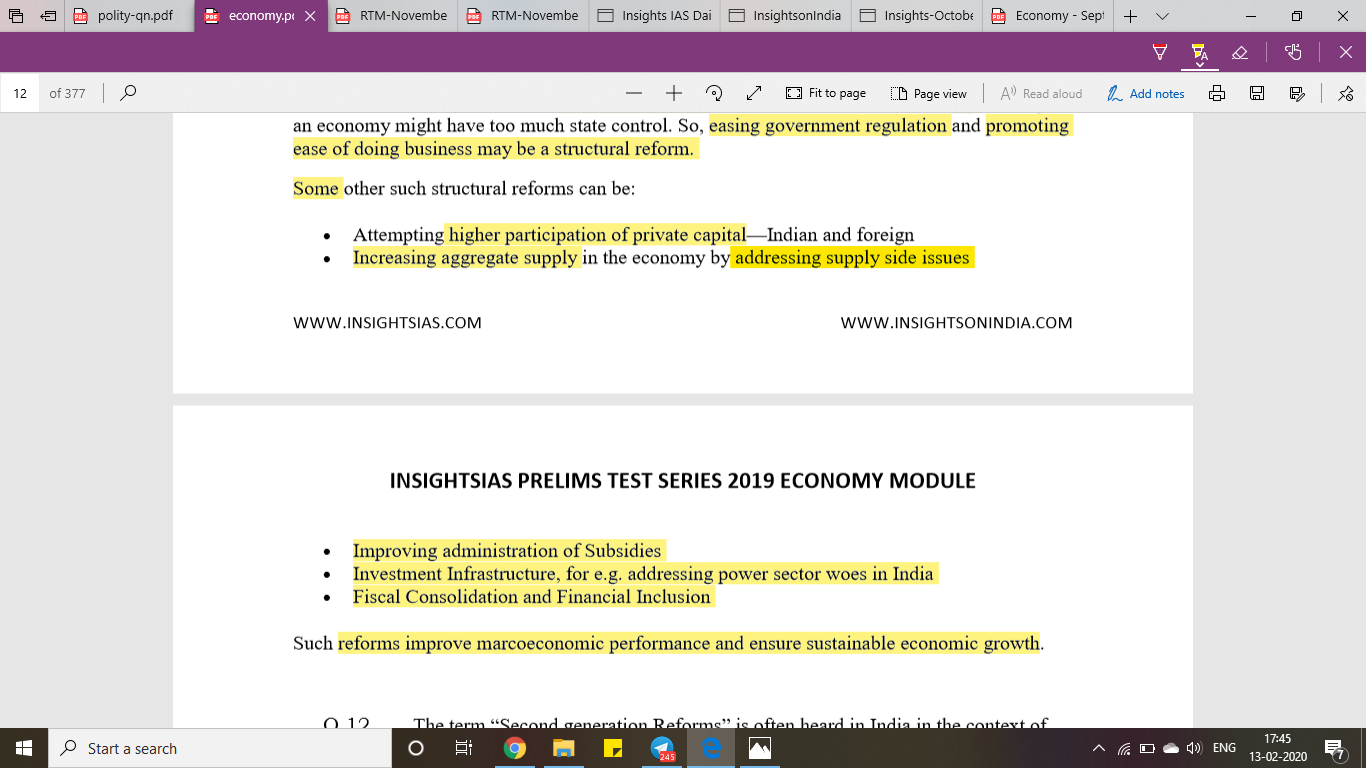 polity-qn.pdf
economy.pd
RTM-Novembe
RTM-Novembe
Insights IAS Dai
InsightsonIndia
Insights-Octobe
Economy - Sept
12 of 377
Fit to page
Page view
Read aloud
Add notes
an economy might have too much state control. So, easing government regulation and promoting
ease of doing business may be a structural reform.
Some other such structural reforms can be:
• Attempting higher participation of private capital—Indian and foreign
• Increasing aggregate supply in the economy by addressing supply side issues
WWW.INSIGHTSIAS.COM WWW.INSIGHTSONINDIA.COM
INSIGHTSIAS PRELIMS TEST SERIES 2019 ECONOMY MODULE
• Improving administration of Subsidies
• Investment Infrastructure, for e.g. addressing power sector woes in India
• Fiscal Consolidation and Financial Inclusion
Such reforms improve marcoeconomic performance and ensure sustainable economic growth.
Q 12 The term “Second generation Reforms” is often heard in India in the context of
Start a search
245
ENG
17:45
13-02-2020
7